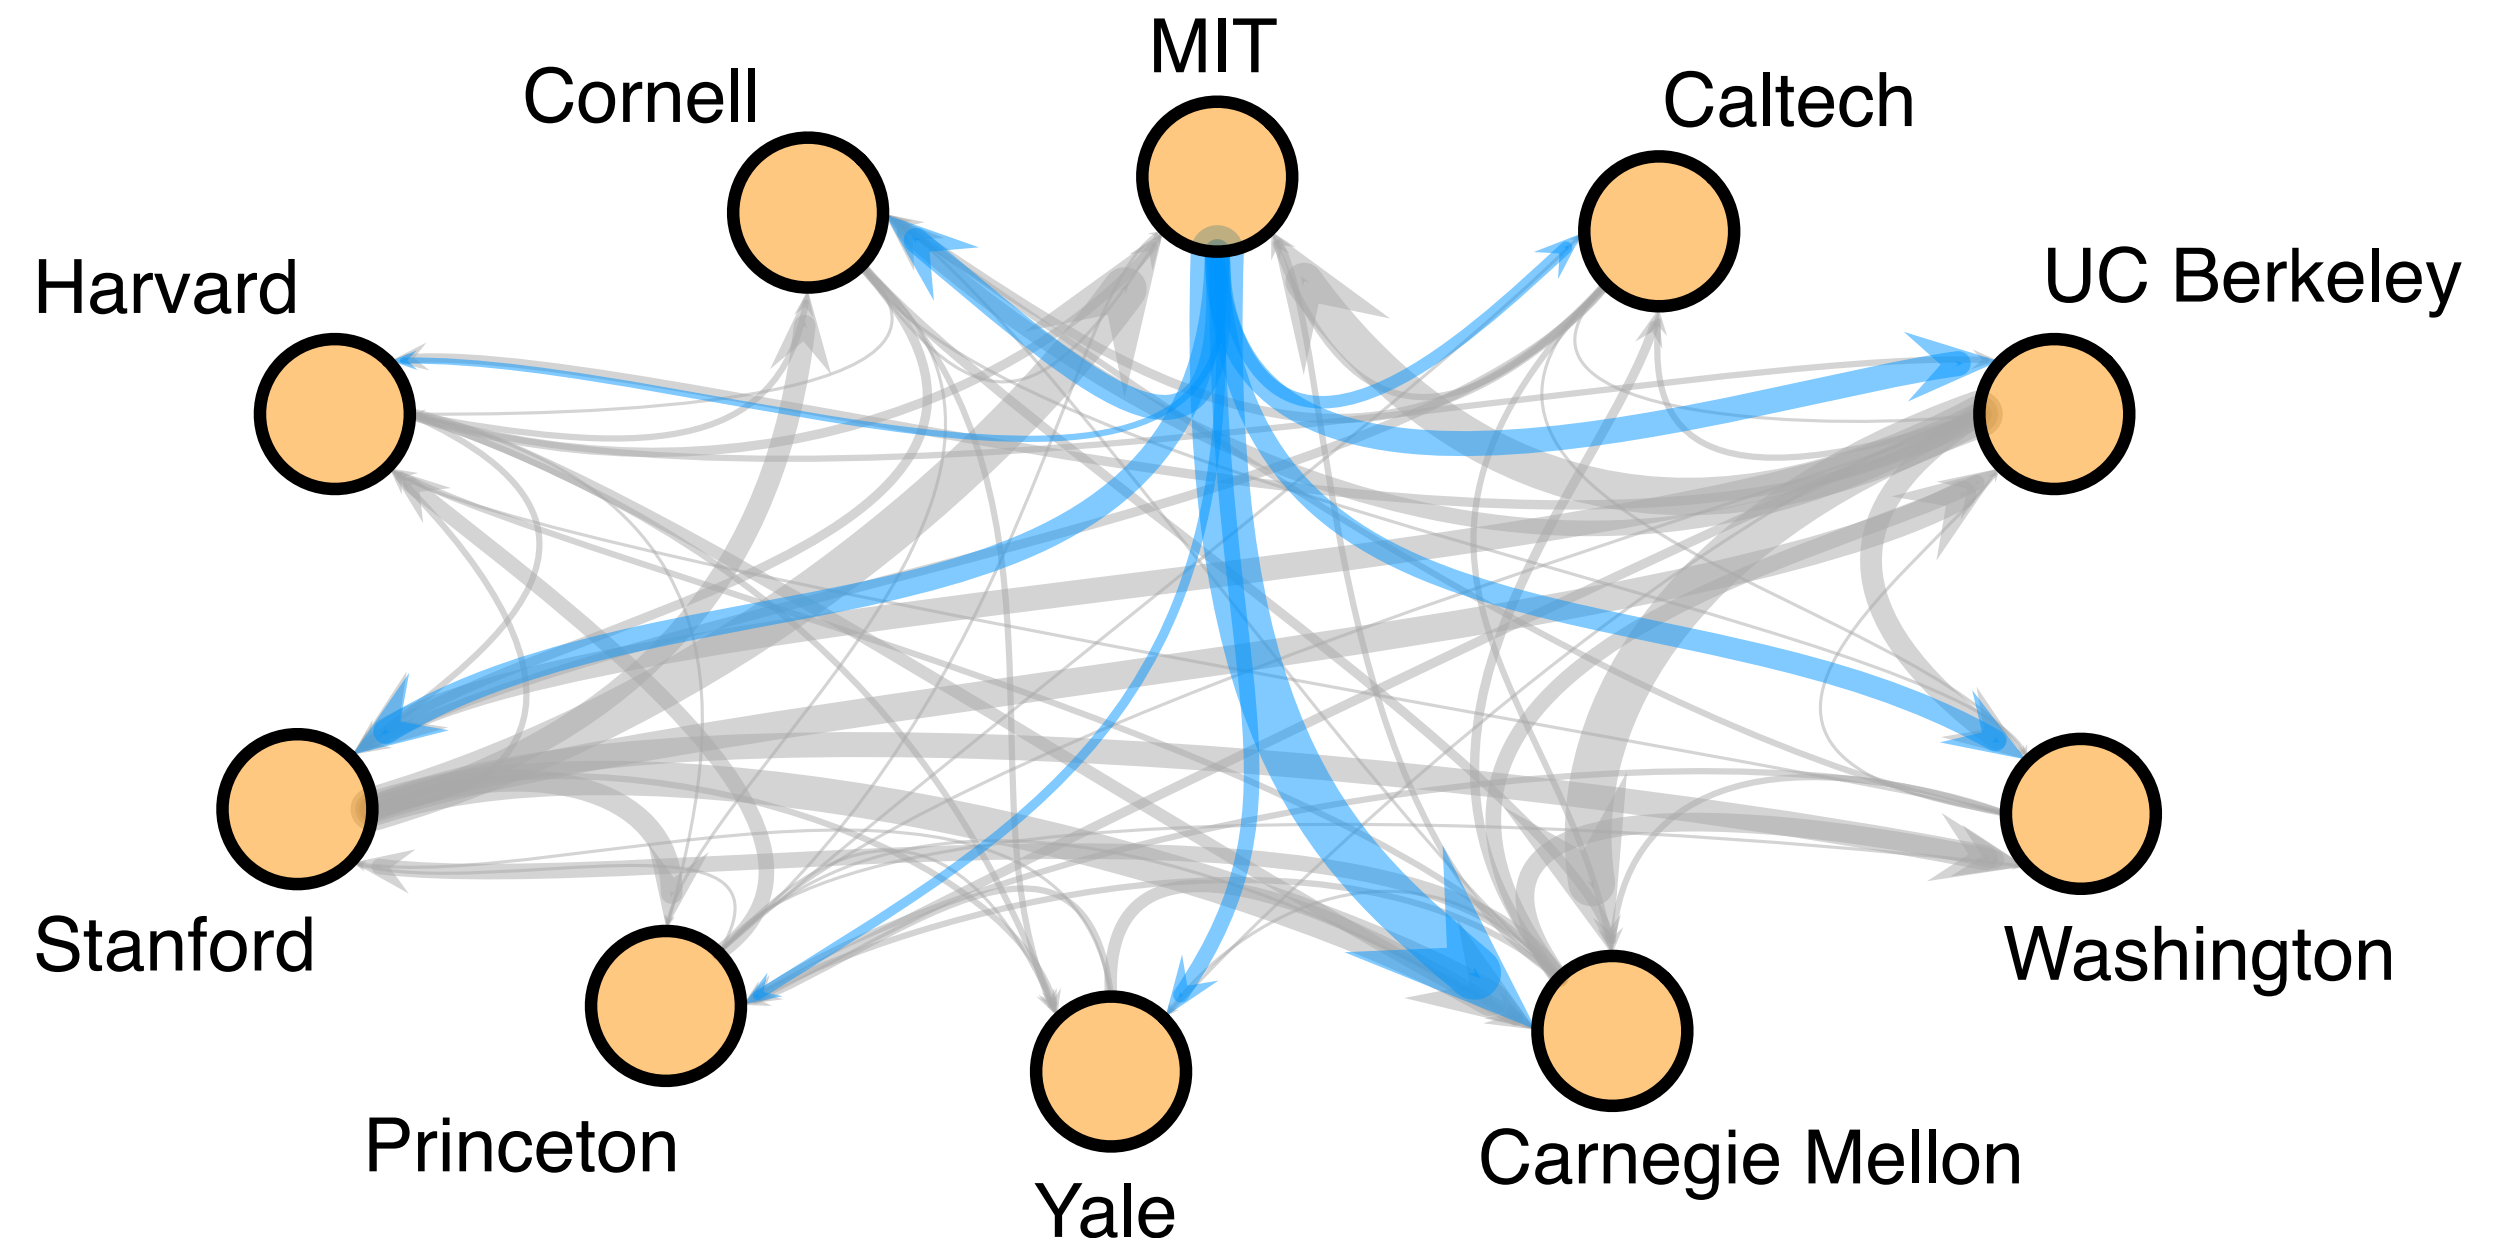 MIT
Cornell
Caltech
Harvard
UC Berkeley
Stanford
Washington
Princeton
Carnegie Mellon
Yale